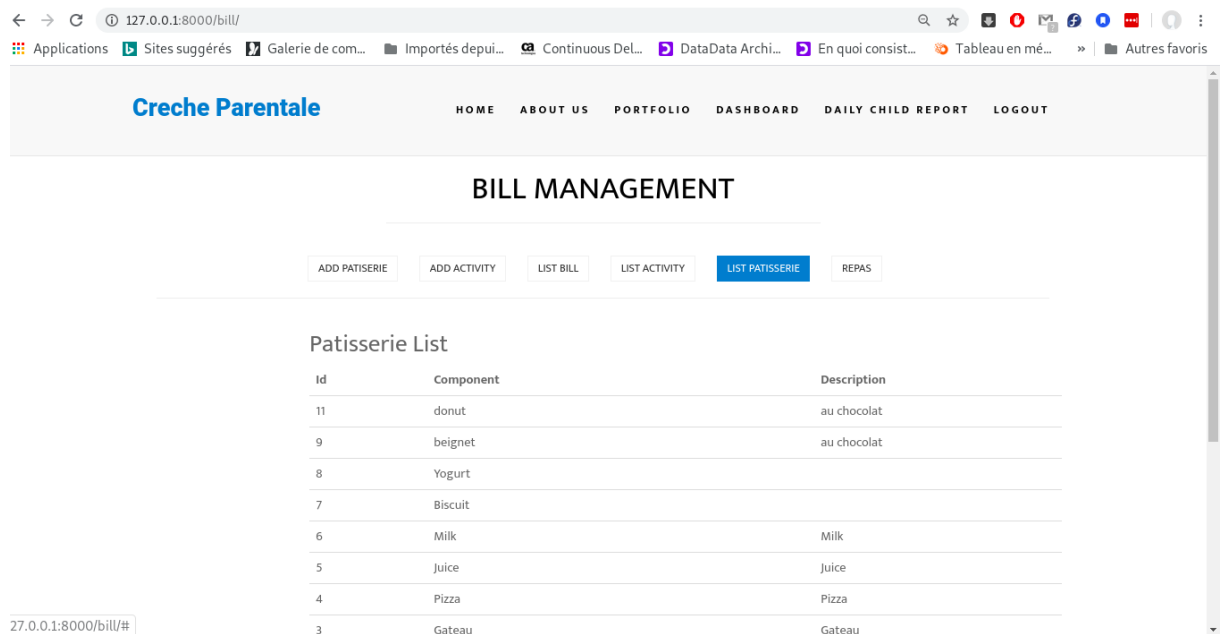 127.0.0.1:8000/bill/
Applications Sites suggérés Galerie de com... Importés depui... Continuous Del... DataData Archi... En quoi consist... Tableau en mé... » Autres favoris
Creche Parentale HOME ABOUT US PORTFOLIO DASHBOARD DAILY CHILD REPORT LOGOUT
BILL MANAGEMENT
ADD PATISERIE ADD ACTIVITY LIST BILL LIST ACTIVITY LIST PATISSERIE REPAS
Patisserie List
Id Component Description
11 donut au chocolat
9 beignet au chocolat
8 Yogurt
7 Biscuit
6 Milk Milk
5 Juice Juice
4 Pizza Pizza
3 Gateau Gateau
27.0.0.1:8000/bill/#